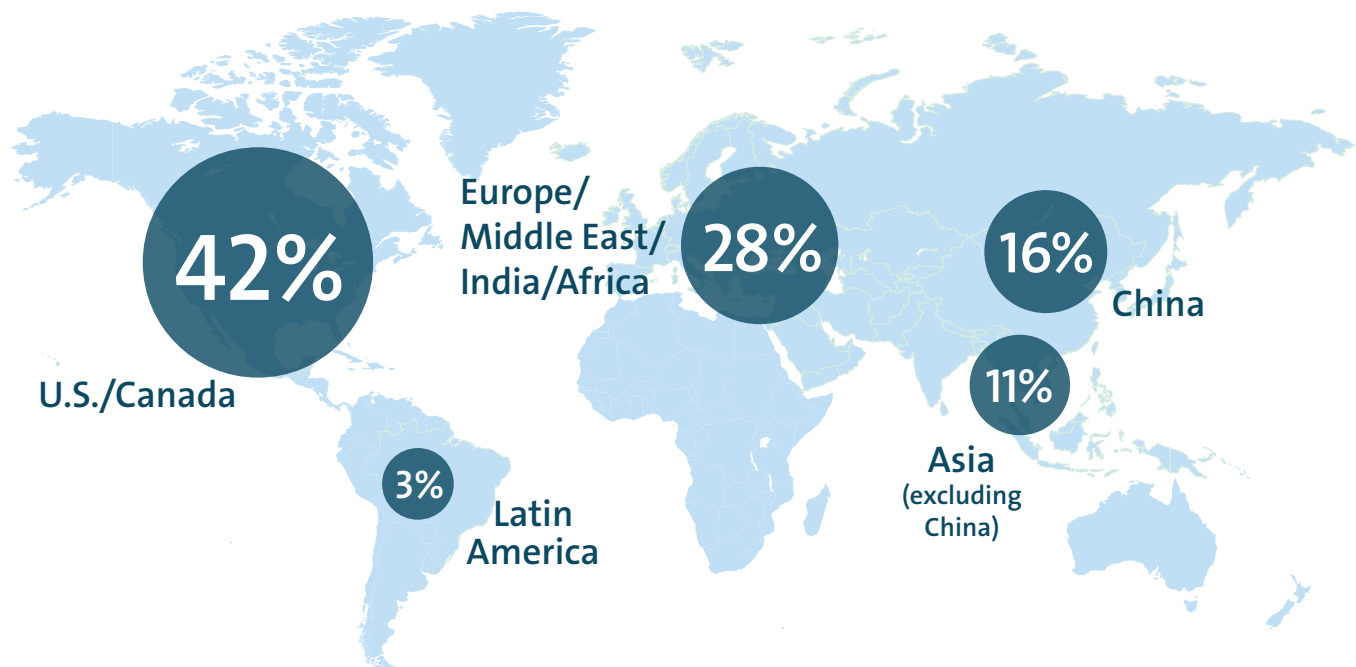 42%
U.S./Canada
Europe/
Middle East/
India/Africa
28%
16%
China
11%
Asia
(excluding
China)
3%
Latin
America